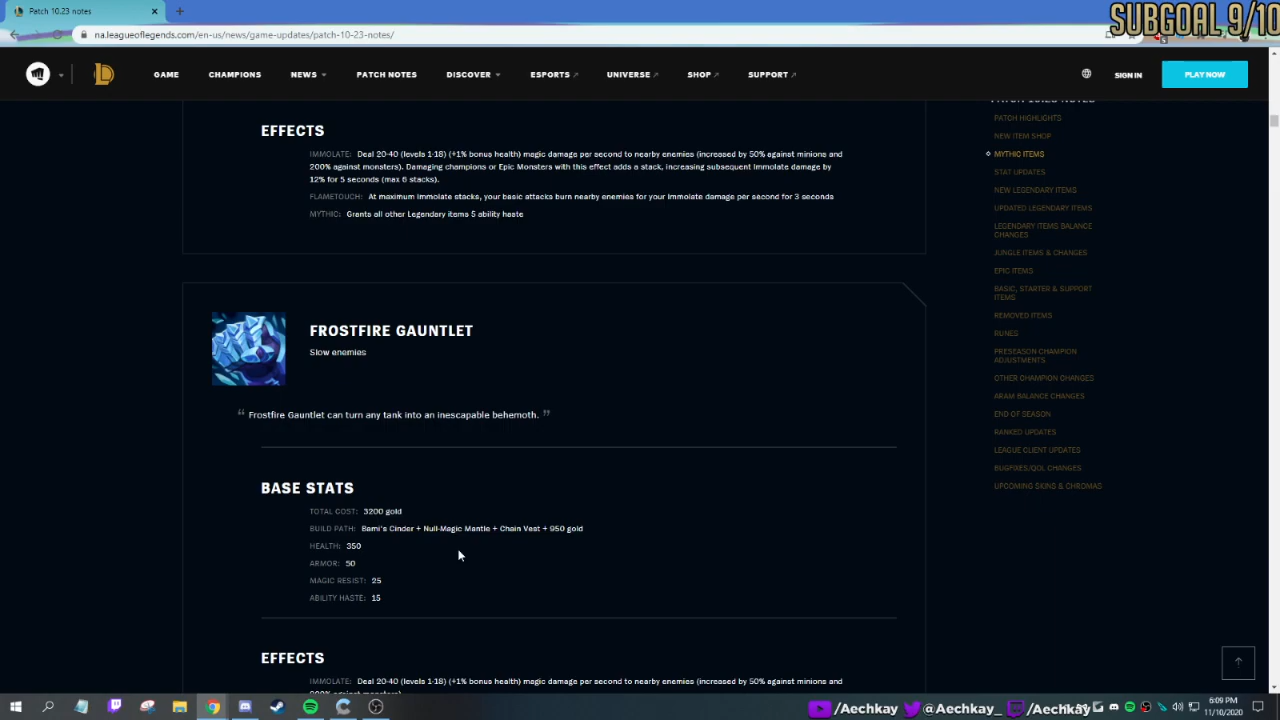 Patch 10.23 notes
SUBGOAL 9/10
na.leagueoflegends.com/en-us/news/game-updates/patch-10-23-notes/
GAME CHAMPIONS NEWS PATCH NOTES DISCOVER ESPORTS UNIVERSE SHOP SUPPORT SIGN IN PLAY NOW
EFFECTS
IMMOLATE: Deal 20-40 (levels 1-18) (+1% bonus health) magic damage per second to nearby enemies (increased by 50% against minions and
200% against monsters). Damaging champions or Epic Monsters with this effect adds a stack, increasing subsequent Immolate damage by
12% for 5 seconds (max 6 stacks).
FLAMETOUCH: At maximum Immolate stacks, your basic attacks burn nearby enemies for your Immolate damage per second for 3 seconds
MYTHIC: Grants all other Legendary items 5 ability haste
FROSTFIRE GAUNTLET
Slow enemies
“ Frostfire Gauntlet can turn any tank into an inescapable behemoth. ”
BASE STATS
TOTAL COST: 3200 gold
BUILD PATH: Bami's Cinder + Null-Magic Mantle + Chain Vest + 950 gold
HEALTH: 350
ARMOR: 50
MAGIC RESIST: 25
ABILITY HASTE: 15
EFFECTS
IMMOLATE: Deal 20-40 (levels 1-18) (+1% bonus health) magic damage per second to nearby enemies (increased by 50% against minions and
200% against monsters)
PATCH 10.23 NOTES
PATCH HIGHLIGHTS
NEW ITEM SHOP
MYTHIC ITEMS
STAT UPDATES
NEW LEGENDARY ITEMS
UPDATED LEGENDARY ITEMS
LEGENDARY ITEMS BALANCE
CHANGES
JUNGLE ITEMS & CHANGES
EPIC ITEMS
BASIC, STARTER & SUPPORT
ITEMS
REMOVED ITEMS
RUNES
PRESEASON CHAMPION
ADJUSTMENTS
OTHER CHAMPION CHANGES
ARAM BALANCE CHANGES
END OF SEASON
RANKED UPDATES
LEAGUE CLIENT UPDATES
BUGFIXES/QOL CHANGES
UPCOMING SKINS & CHROMAS
/Aechkay @Aechkay_ /Aechkay
6:09 PM
11/10/2020